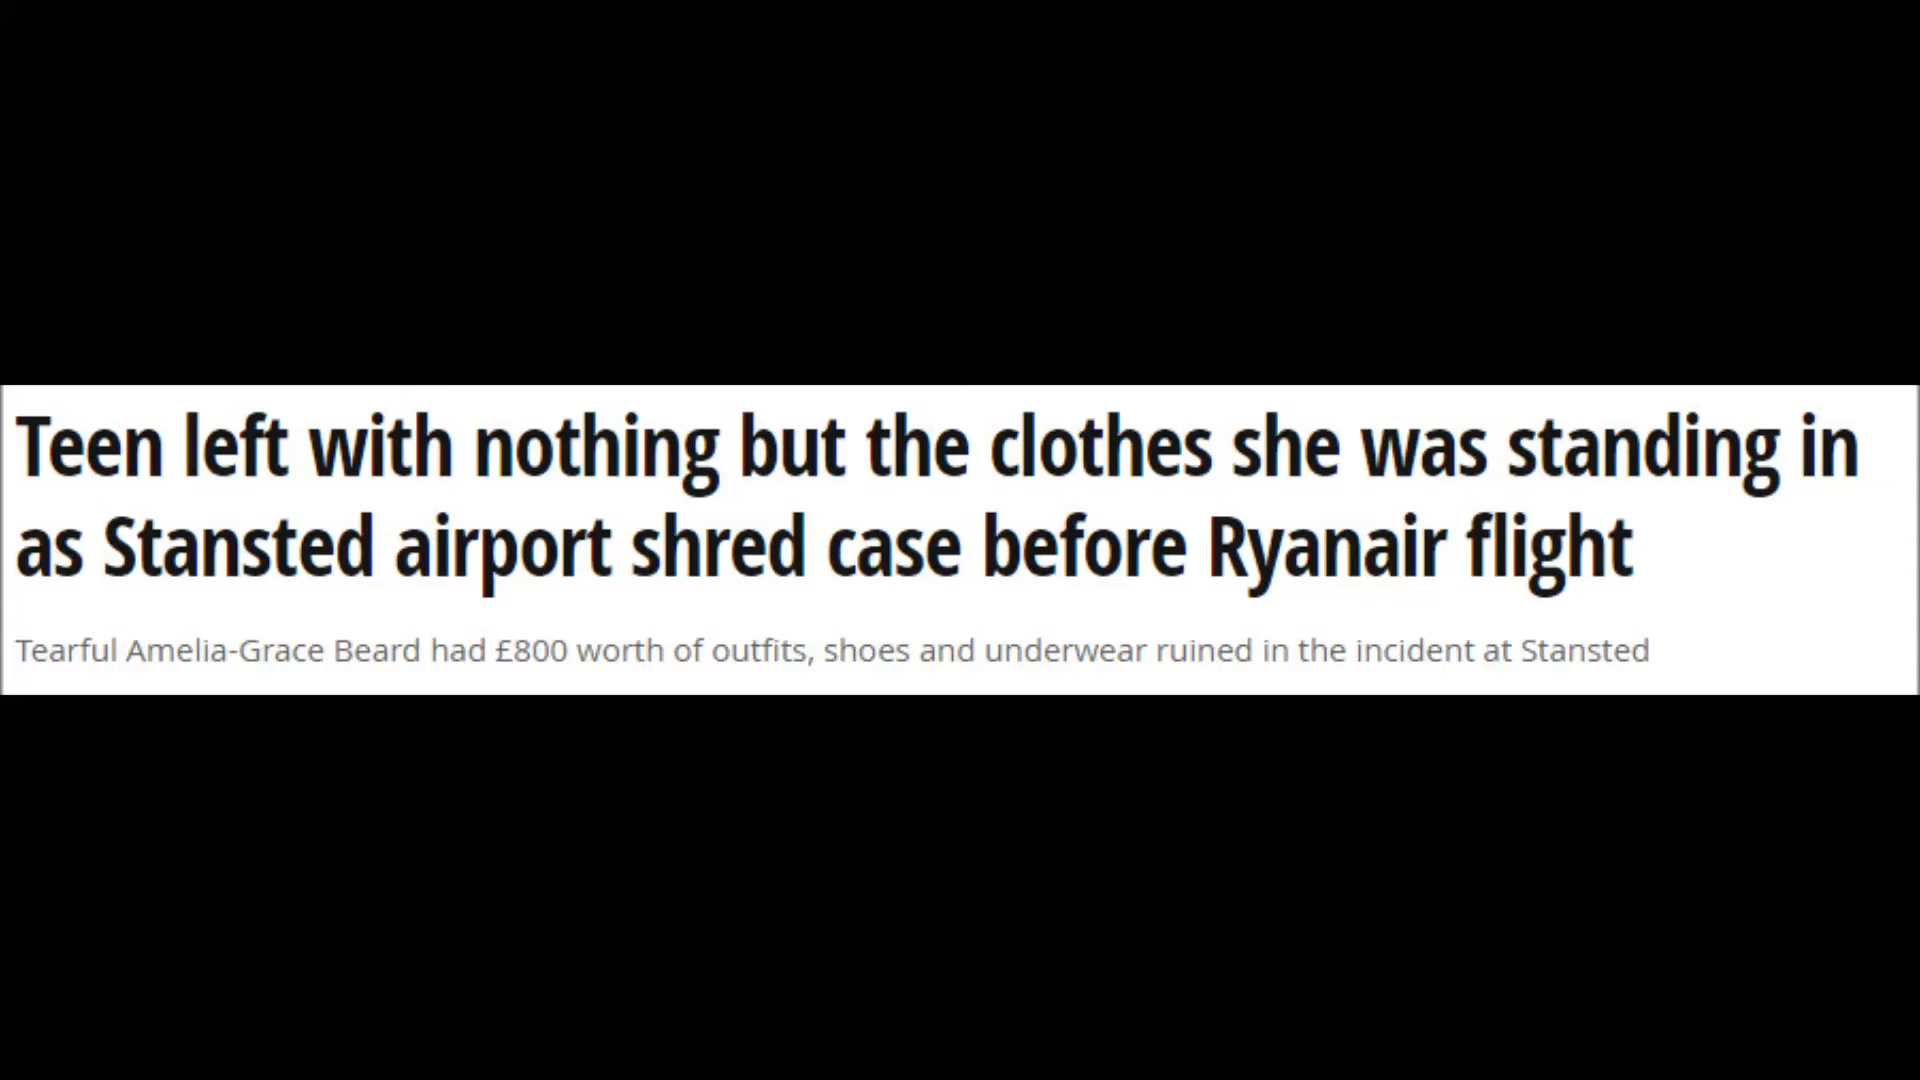 Teen left with nothing but the clothes she was standing in
as Stansted airport shred case before Ryanair flight
Tearful Amelia-Grace Beard had £800 worth of outfits, shoes and underwear ruined in the incident at Stansted